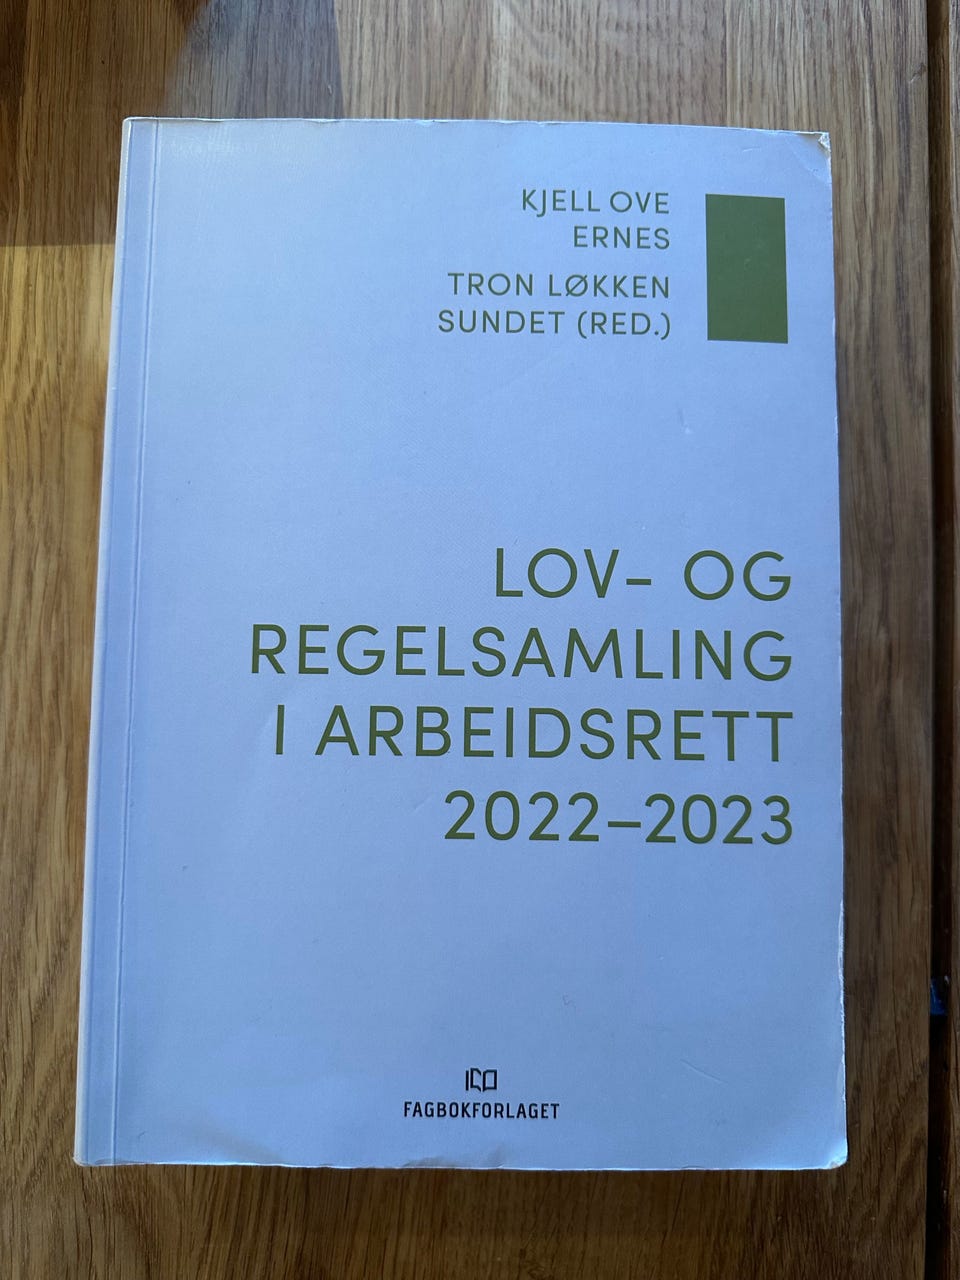 KJELL OVE
ERNES
TRON LØKKEN
SUNDET (RED.)
LOV- OG
REGELSAMLING
I ARBEIDSRETT
2022–2023
FAGBOKFORLAGET